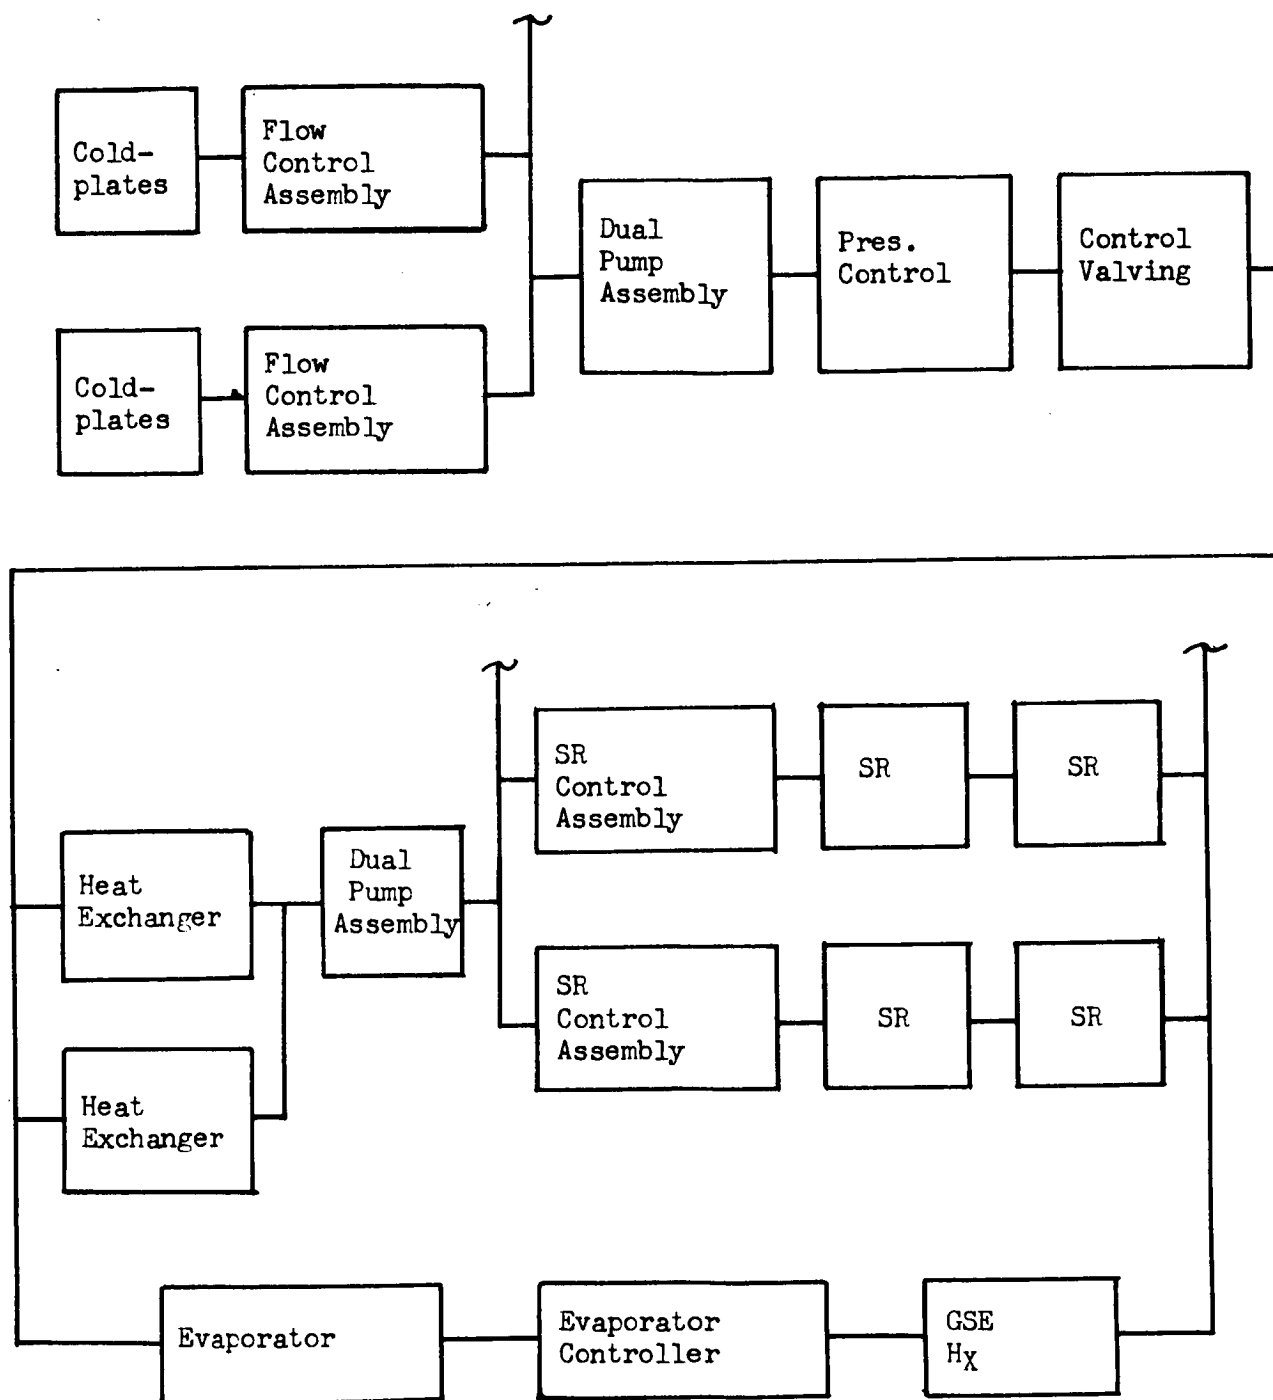 Cold-
plates
Flow
Control
Assembly
Dual
Pump
Assembly
Pres.
Control
Control
Valving
Cold-
plates
Flow
Control
Assembly
SR
Control
Assembly
SR
SR
Heat
Exchanger
Dual
Pump
Assembly
SR
Control
Assembly
SR
SR
Heat
Exchanger
Evaporator
Evaporator
Controller
GSE
HX